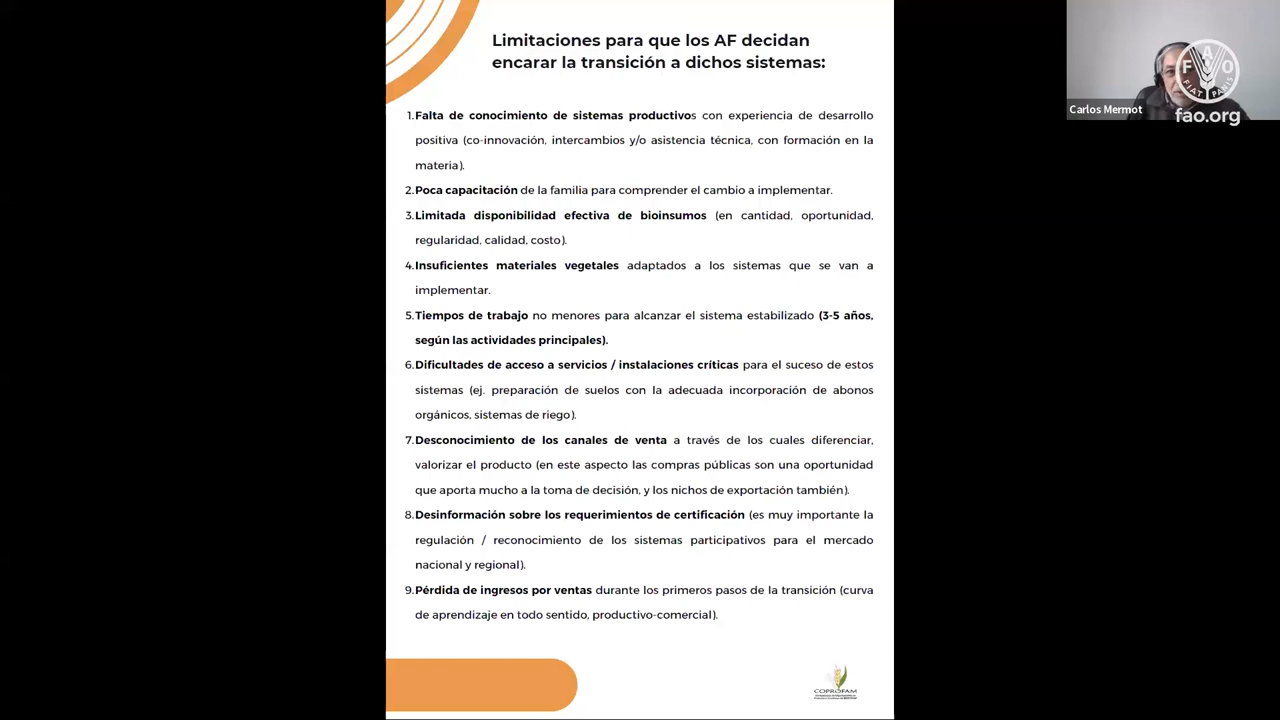 Limitaciones para que los AF decidan
encarar la transición a dichos sistemas:
1.Falta de conocimiento de sistemas productivos con experiencia de desarrollo
positiva (co-innovación, intercambios y/o asistencia técnica, con formación en la
materia).
2.Poca capacitación de la familia para comprender el cambio a implementar.
3.Limitada disponibilidad efectiva de bioinsumos (en cantidad, oportunidad,
regularidad, calidad, costo).
4.Insuficientes materiales vegetales adaptados a los sistemas que se van a
implementar.
5.Tiempos de trabajo no menores para alcanzar el sistema estabilizado (3-5 años,
según las actividades principales).
6.Dificultades de acceso a servicios / instalaciones críticas para el suceso de estos
sistemas (ej. preparación de suelos con la adecuada incorporación de abonos
orgánicos, sistemas de riego).
7.Desconocimiento de los canales de venta a través de los cuales diferenciar,
valorizar el producto (en este aspecto las compras públicas son una oportunidad
que aporta mucho a la toma de decisión, y los nichos de exportación también).
8.Desinformación sobre los requerimientos de certificación (es muy importante la
regulación / reconocimiento de los sistemas participativos para el mercado
nacional y regional).
9.Pérdida de ingresos por ventas durante los primeros pasos de la transición (curva
de aprendizaje en todo sentido, productivo-comercial).
COPROFAM
Carlos Mermot
F A O
FIAT PANIS
fao.org